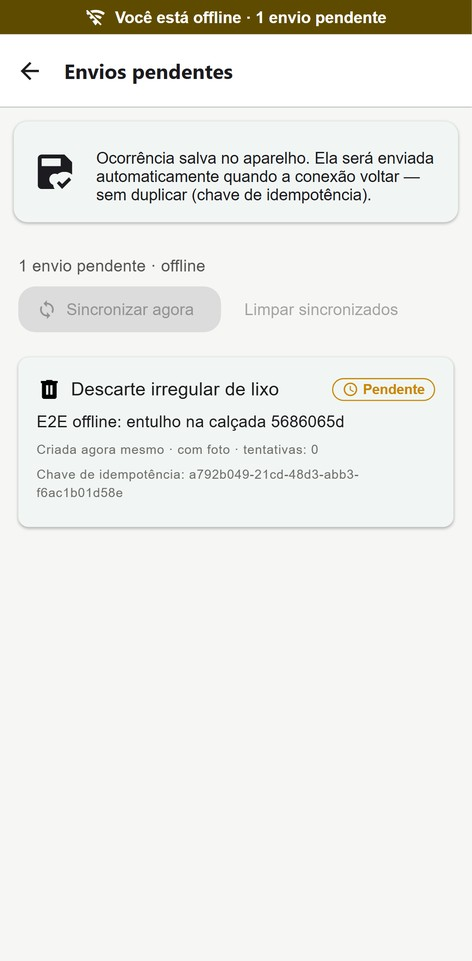 Você está offline · 1 envio pendente
Envios pendentes
Ocorrência salva no aparelho. Ela será enviada
automaticamente quando a conexão voltar —
sem duplicar (chave de idempotência).
1 envio pendente · offline
Sincronizar agora
Limpar sincronizados
Descarte irregular de lixo
Pendente
E2E offline: entulho na calçada 5686065d
Criada agora mesmo · com foto · tentativas: 0
Chave de idempotência: a792b049-21cd-48d3-abb3-
f6ac1b01d58e